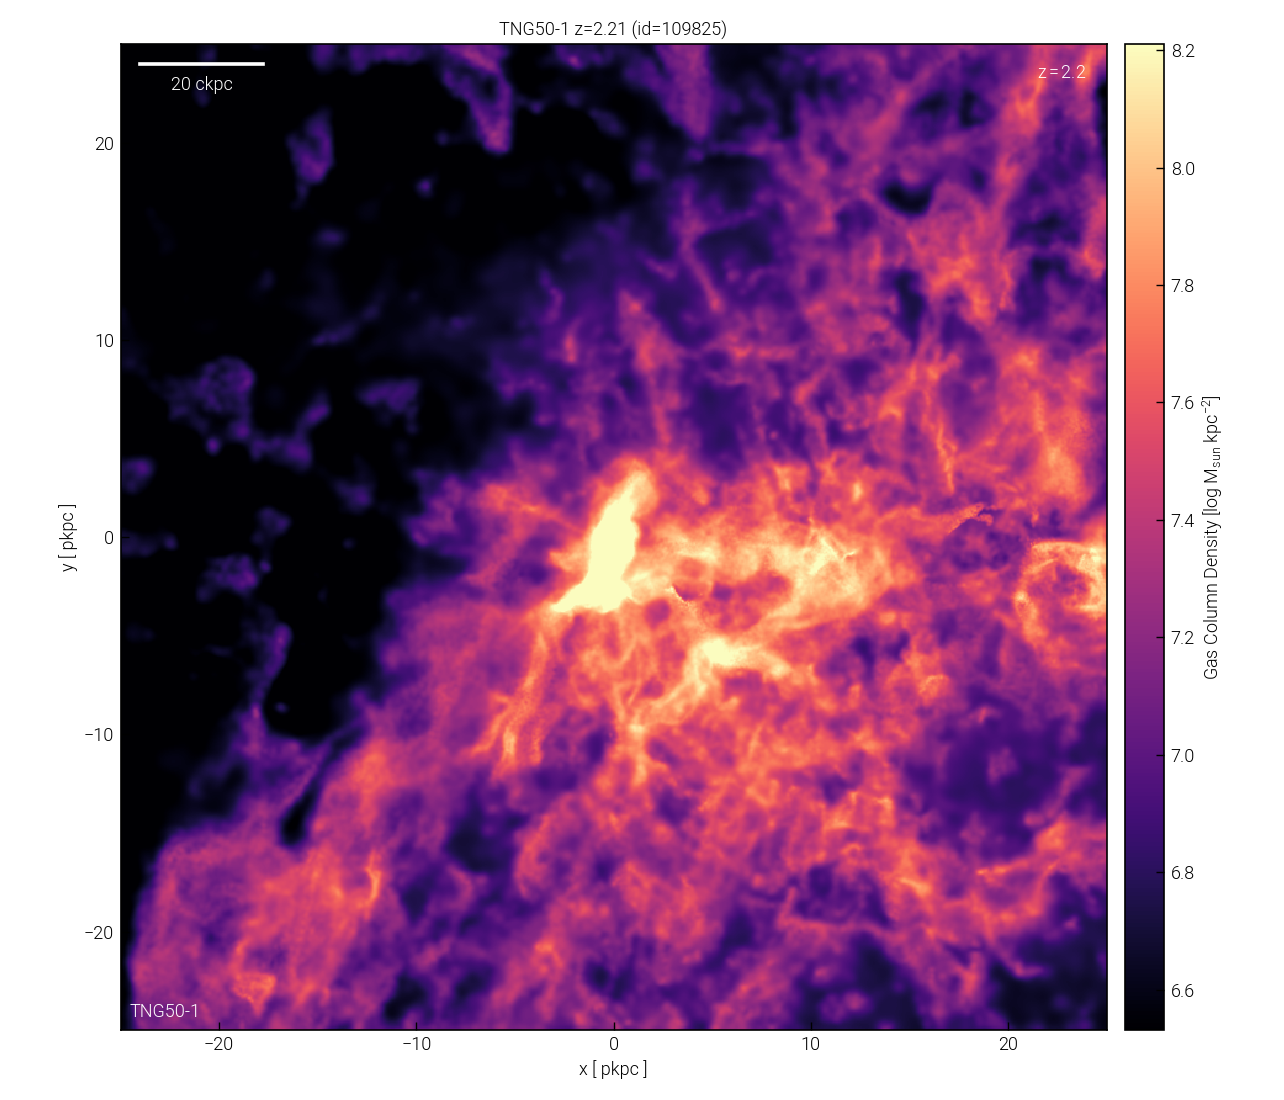 TNG50-1 z=2.21 (id=109825)
20 ckpc
z=2.2
TNG50-1
20
10
0
−10
−20
y [ pkpc ]
−20
−10
0
10
20
x [ pkpc ]
8.2
8.0
7.8
7.6
7.4
7.2
7.0
6.8
6.6
Gas Column Density [log M_sun kpc⁻²]